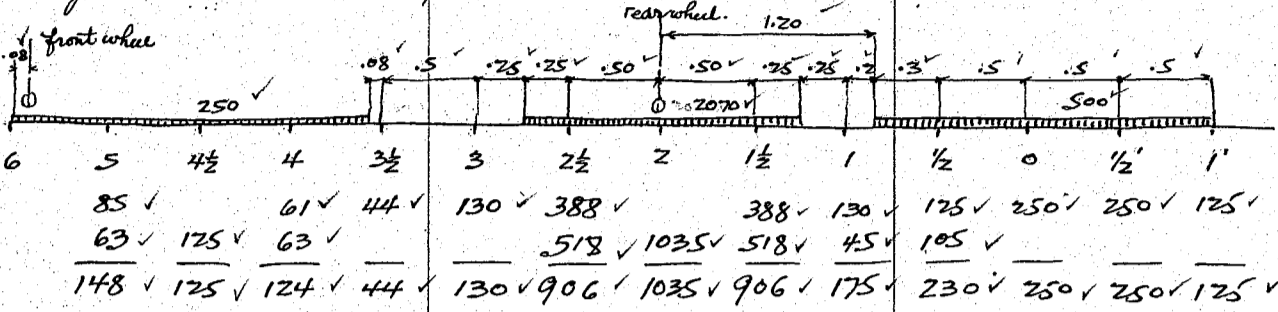 rear wheel.
1.20 ✓
.08 ✓ front whee
.08 ✓ .5 ✓ .25 ✓ .25 ✓ .50 ✓ .50 ✓ .25 ✓ .25 ✓ .2 ✓ .3 ✓ .5 .5 .5 ✓
250 ✓ 2070 ✓ 500 ✓
6 5 4½ 4 3½ 3 2½ 2 1½ 1 ½ 0 ½' 1'
85 ✓ 61 ✓ 44 ✓ 130 ✓ 388 ✓ 388 ✓ 130 ✓ 125 ✓ 250 ✓ 250 ✓ 125 ✓
63 ✓ 125 ✓ 63 ✓ 518 ✓ 1035 ✓ 518 ✓ 45 ✓ 105 ✓
148 ✓ 125 ✓ 124 ✓ 44 ✓ 130 ✓ 906 ✓ 1035 ✓ 906 ✓ 175 ✓ 230 ✓ 250 ✓ 250 ✓ 125 ✓